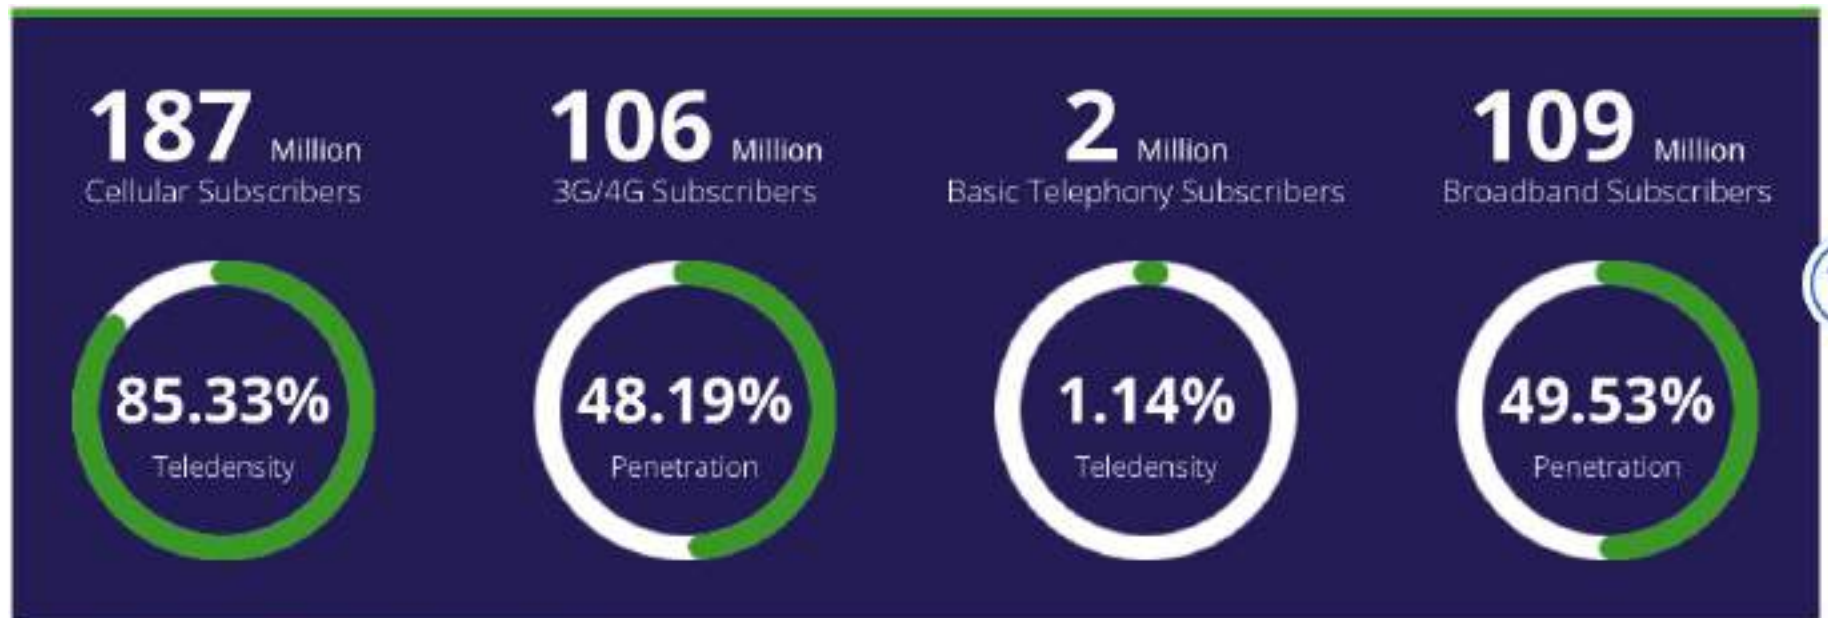 187 Million
Cellular Subscribers
85.33%
Teledensity
106 Million
3G/4G Subscribers
48.19%
Penetration
2 Million
Basic Telephony Subscribers
1.14%
Teledensity
109 Million
Broadband Subscribers
49.53%
Penetration